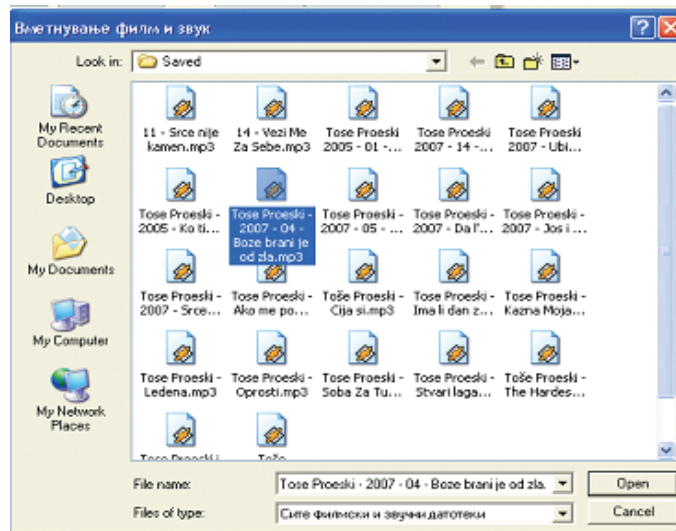 Вметнување филм и звук
Look in:
Saved
My Recent
Documents
Desktop
My Documents
My Computer
My Network
Places
11 - Srce nije
kamen.mp3
14 - Vezi Me
Za Sebe.mp3
Tose Proeski
2005 - 01 -...
Tose Proeski
2007 - 14 -...
Tose Proeski
2007 - Ubi...
Tose Proeski -
2005 - Ko ti...
Tose Proeski -
2007 - 04 -
Boze brani je
od zla.mp3
Tose Proeski -
2007 - 05 - ...
Tose Proeski -
2007 - Da l'...
Tose Proeski -
2007 - Jos i ...
Tose Proeski -
2007 - Srce...
Tose Proeski -
Ako me po...
Toše Proeski -
Cija si.mp3
Tose Proeski -
Ima li dan z...
Tose Proeski -
Kazna Moja...
Tose Proeski -
Ledena.mp3
Tose Proeski -
Oprosti.mp3
Tose Proeski -
Soba Za Tu...
Tose Proeski -
Stvari laga...
Toše Proeski -
The Hardes...
Tose Proeski
Toše
File name:
Tose Proeski - 2007 - 04 - Boze brani je od zla.
Open
Files of type:
Сите филмски и звучни датотеки
Cancel